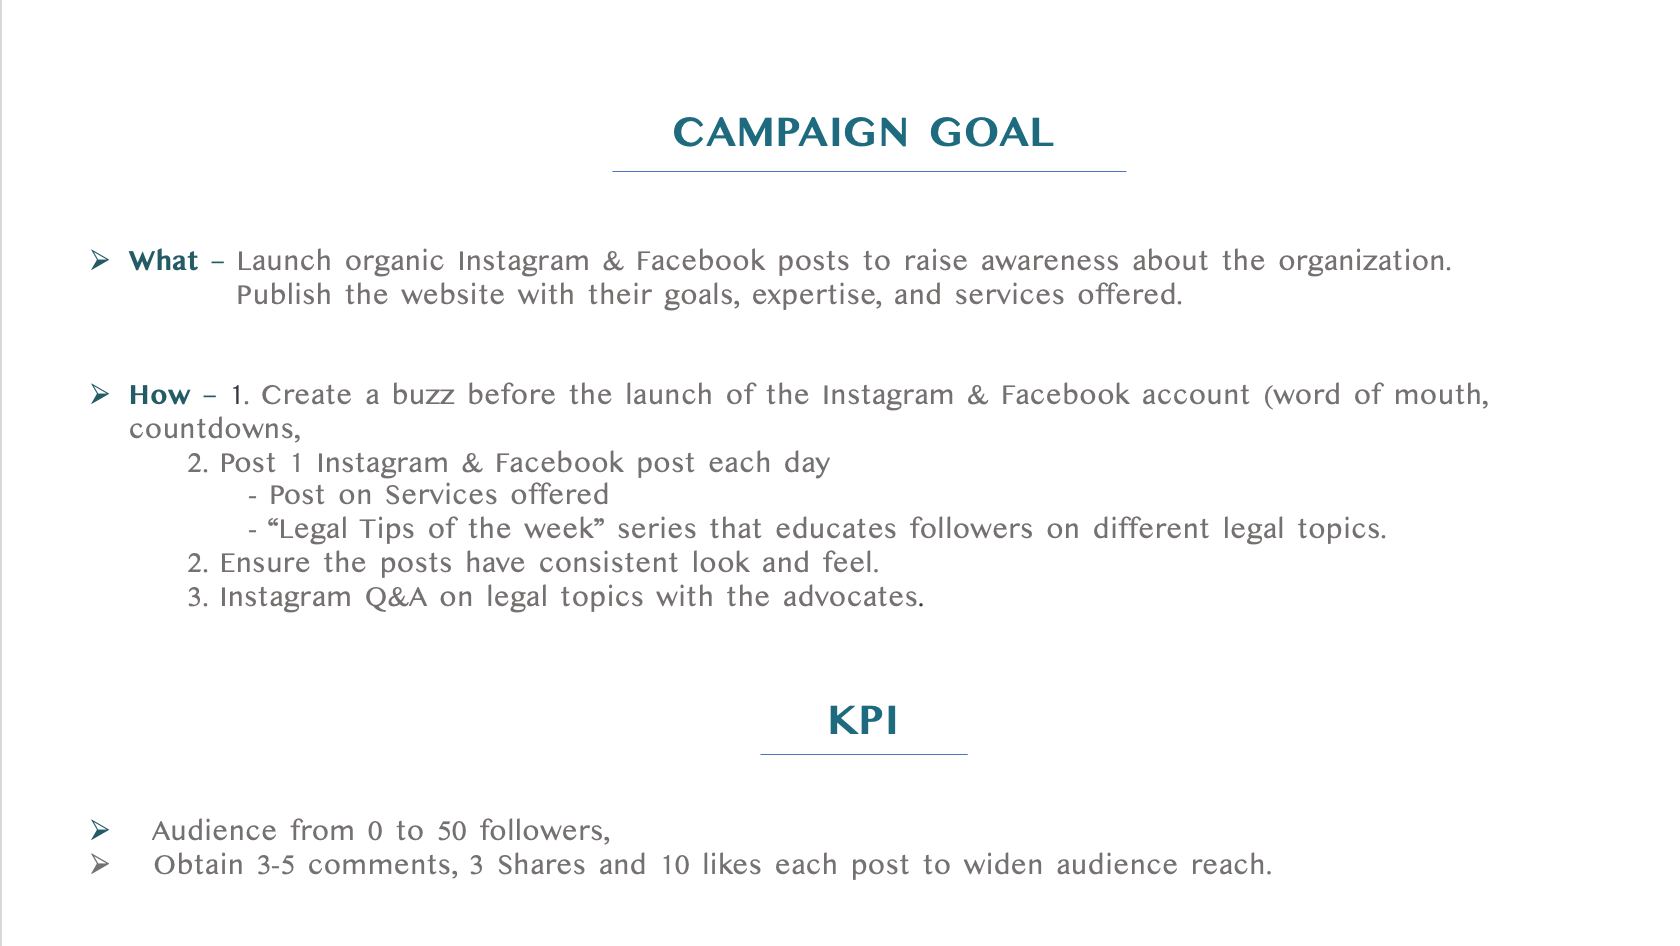 CAMPAIGN GOAL
➢ What – Launch organic Instagram & Facebook posts to raise awareness about the organization.
Publish the website with their goals, expertise, and services offered.
➢ How – 1. Create a buzz before the launch of the Instagram & Facebook account (word of mouth,
countdowns,
2. Post 1 Instagram & Facebook post each day
- Post on Services offered
- “Legal Tips of the week” series that educates followers on different legal topics.
2. Ensure the posts have consistent look and feel.
3. Instagram Q&A on legal topics with the advocates.
KPI
➢ Audience from 0 to 50 followers,
➢ Obtain 3-5 comments, 3 Shares and 10 likes each post to widen audience reach.